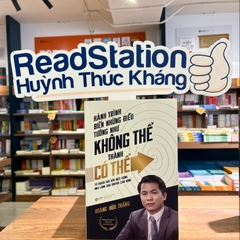 ReadStation
Huỳnh Thúc Kháng
HÀNH TRÌNH
BIẾN NHỮNG ĐIỀU
TƯỞNG NHƯ
KHÔNG THỂ
THÀNH
CÓ THỂ
HOÀNG HỮU THẮNG